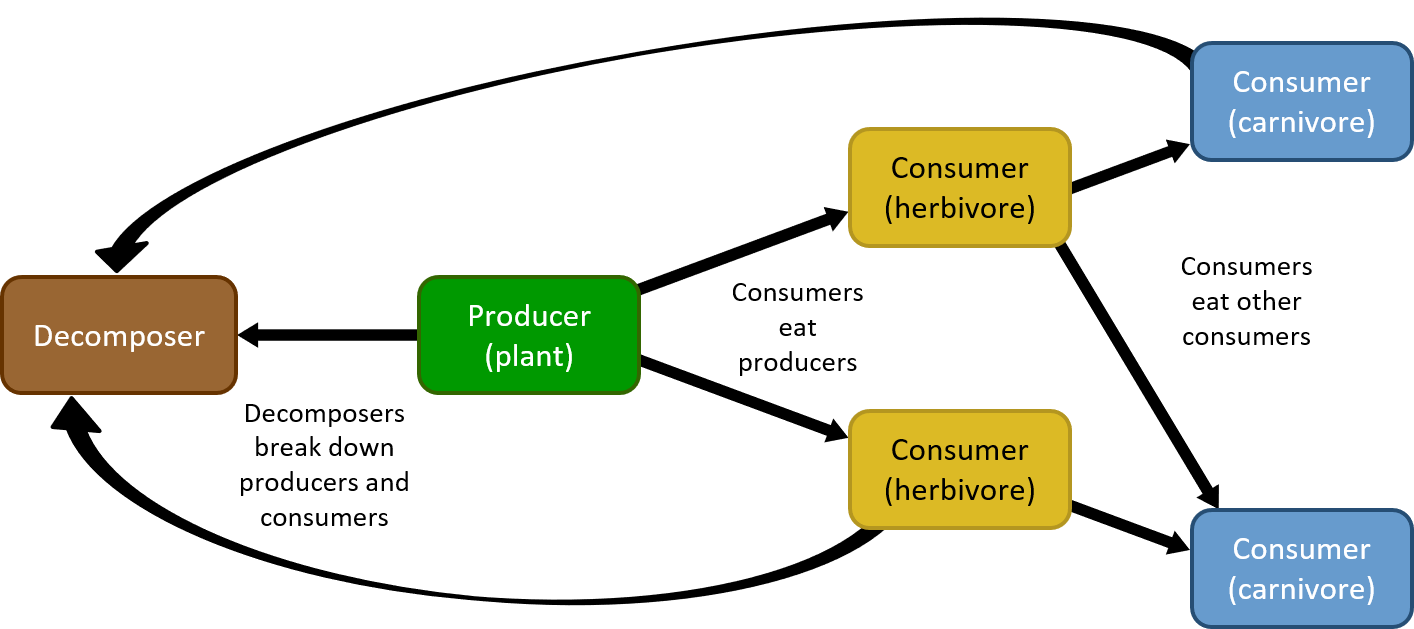 Consumer
(carnivore)
Consumer
(herbivore)
Consumers
eat other
consumers
Decomposer
Producer
(plant)
Consumers
eat
producers
Decomposers
break down
producers and
consumers
Consumer
(herbivore)
Consumer
(carnivore)